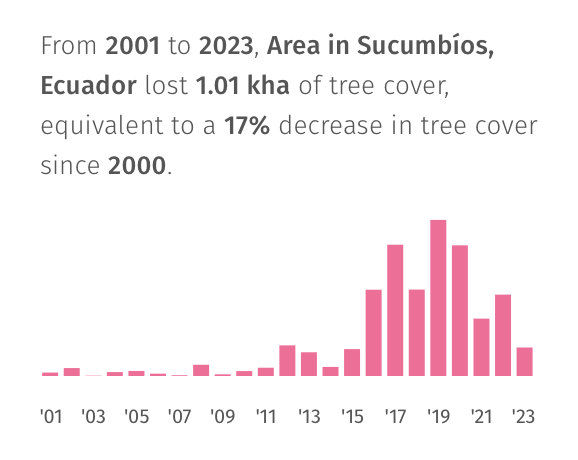 From 2001 to 2023, Area in Sucumbíos,
Ecuador lost 1.01 kha of tree cover,
equivalent to a 17% decrease in tree cover
since 2000.
'01 '03 '05 '07 '09 '11 '13 '15 '17 '19 '21 '23